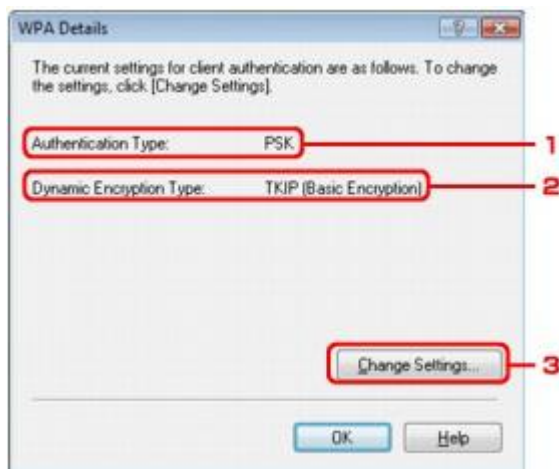 WPA Details
The current settings for client authentication are as follows. To change
the settings, click [Change Settings].
Authentication Type: PSK 1
Dynamic Encryption Type: TKIP (Basic Encryption) 2
Change Settings... 3
OK Help